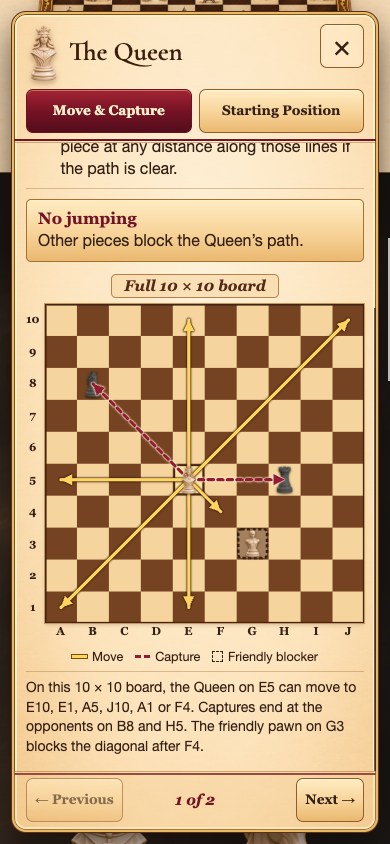 The Queen
×
Move & Capture
Starting Position
piece at any distance along those lines if
the path is clear.
No jumping
Other pieces block the Queen's path.
Full 10 × 10 board
10
9
8
7
6
5
4
3
2
1
A B C D E F G H I J
Move Capture Friendly blocker
On this 10 × 10 board, the Queen on E5 can move to
E10, E1, A5, J10, A1 or F4. Captures end at the
opponents on B8 and H5. The friendly pawn on G3
blocks the diagonal after F4.
← Previous
1 of 2
Next →